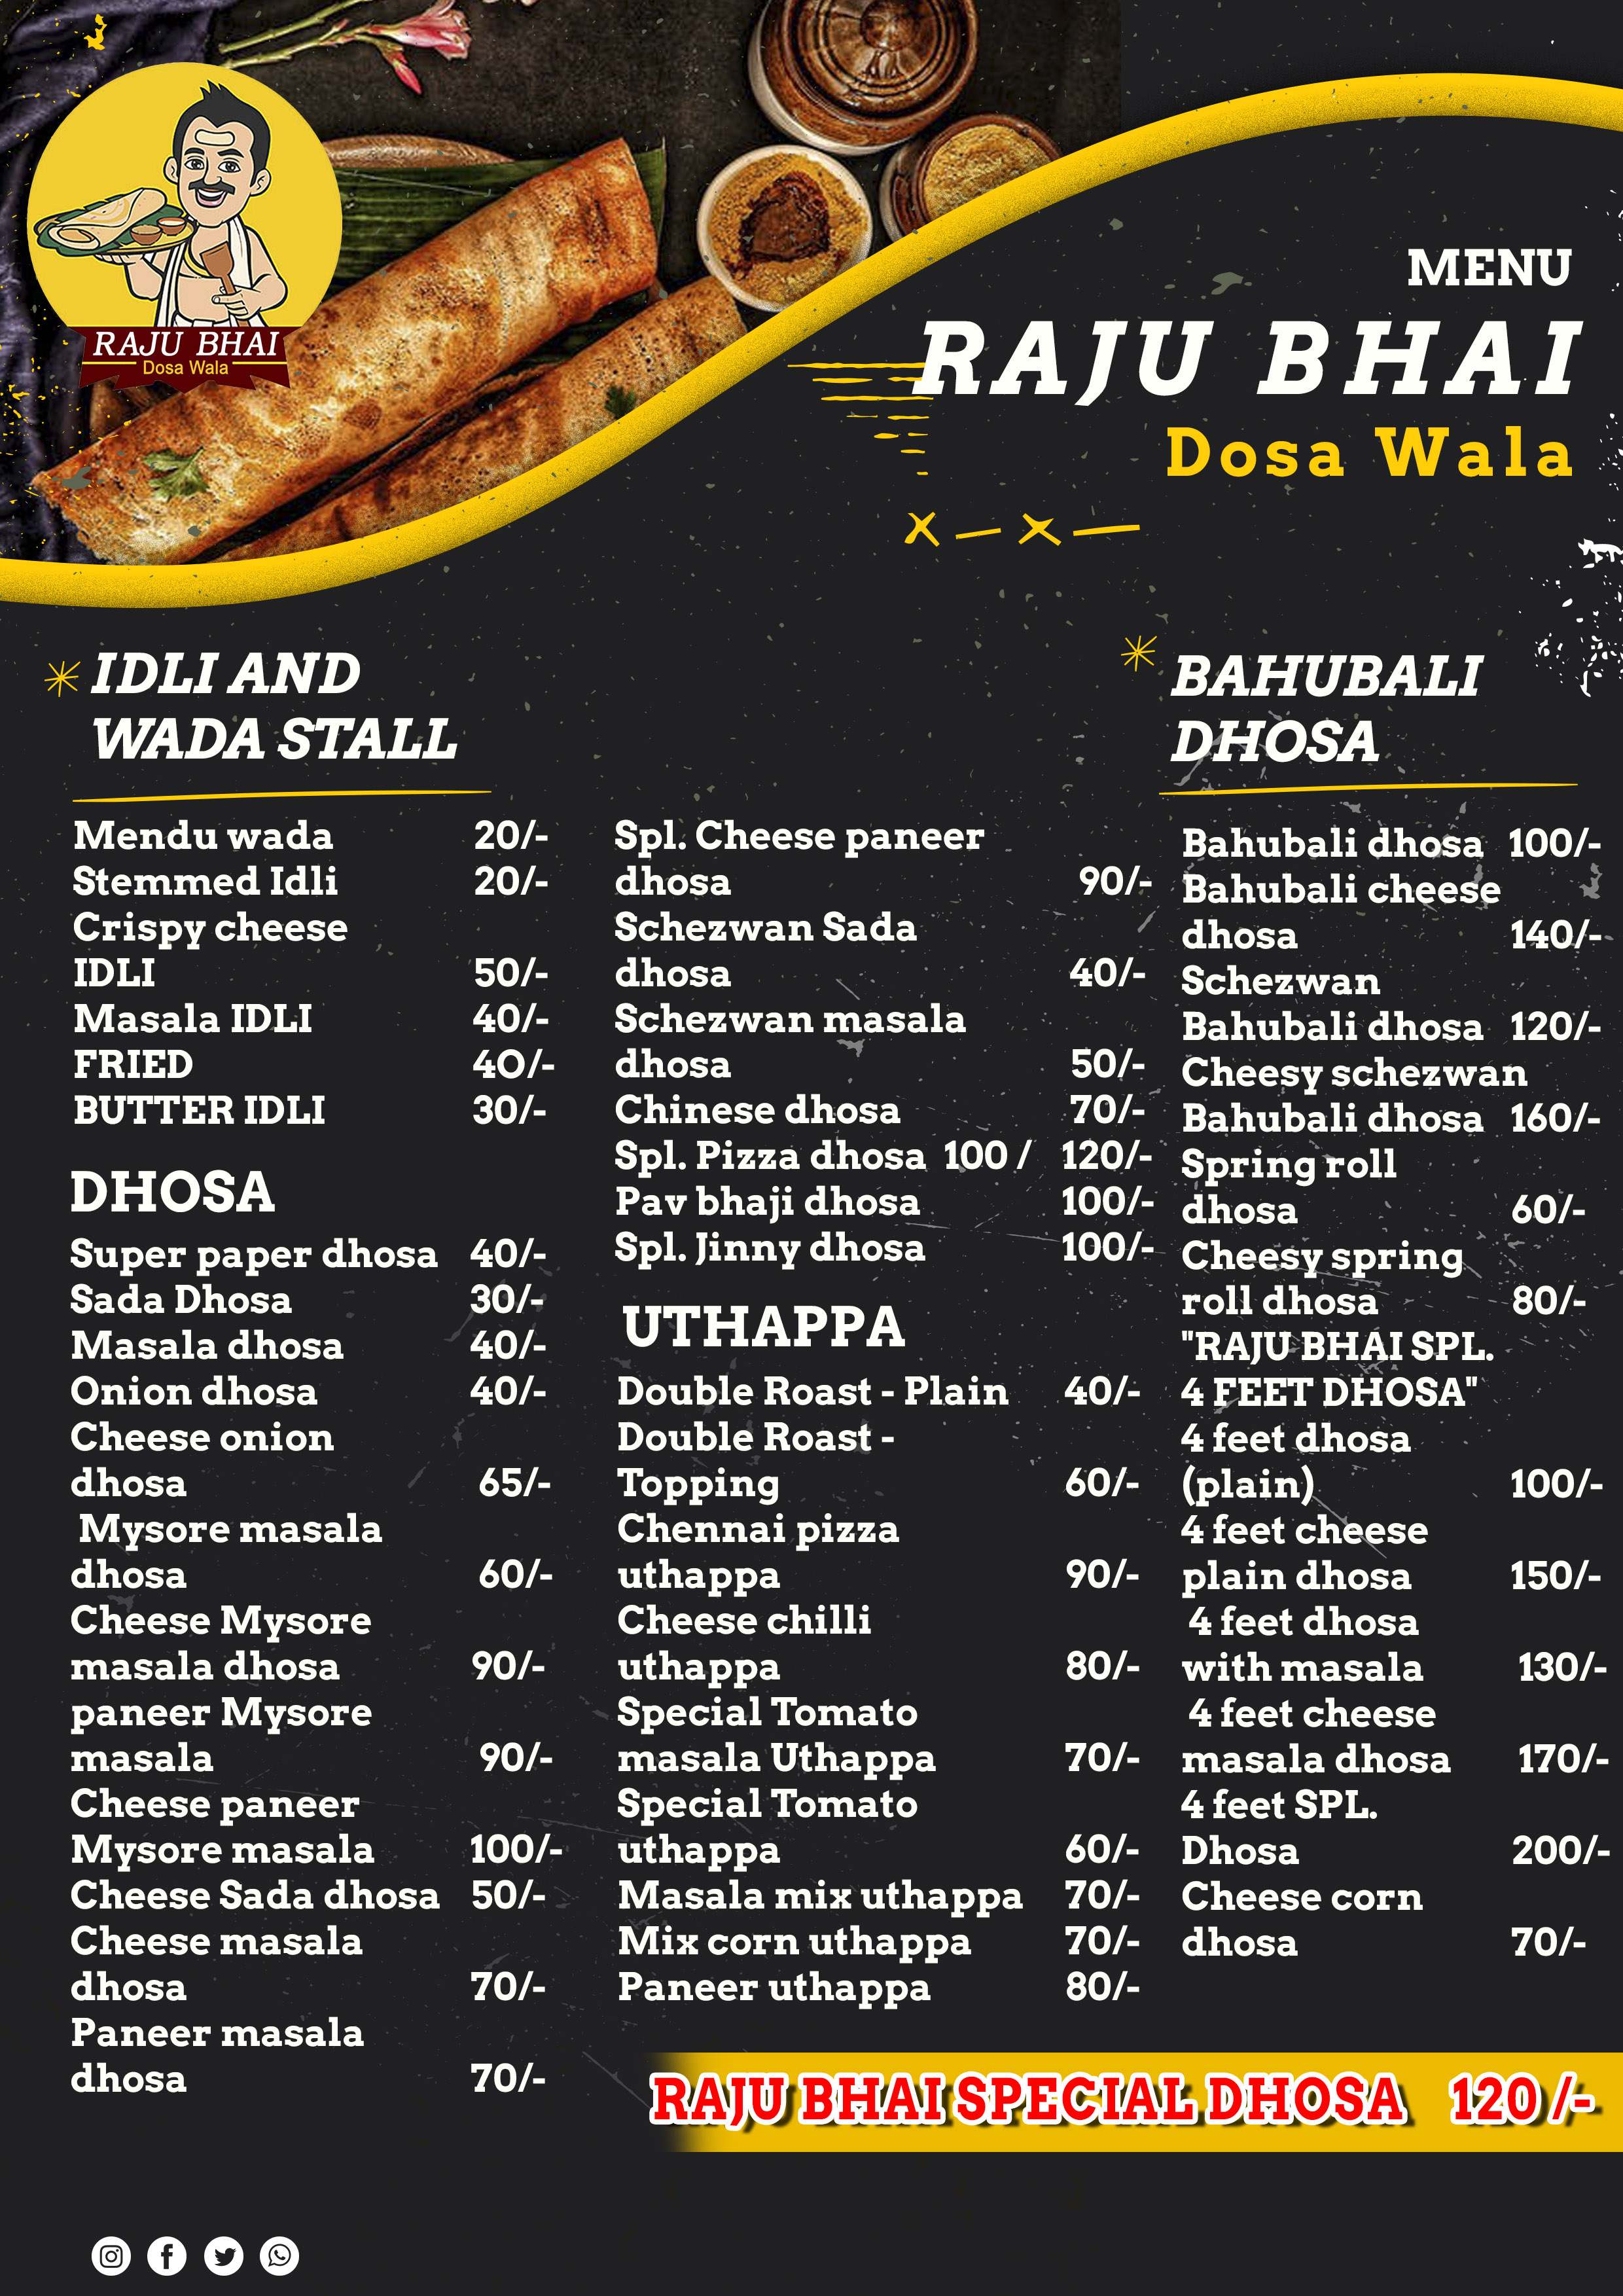 RAJU BHAI
Dosa Wala
MENU
RAJU BHAI
Dosa Wala
IDLI AND
WADA STALL
Mendu wada 20/-
Stemmed Idli 20/-
Crispy cheese
IDLI 50/-
Masala IDLI 40/-
FRIED 40/-
BUTTER IDLI 30/-
DHOSA
Super paper dhosa 40/-
Sada Dhosa 30/-
Masala dhosa 40/-
Onion dhosa 40/-
Cheese onion
dhosa 65/-
Mysore masala
dhosa 60/-
Cheese Mysore
masala dhosa 90/-
paneer Mysore
masala 90/-
Cheese paneer
Mysore masala 100/-
Cheese Sada dhosa 50/-
Cheese masala
dhosa 70/-
Paneer masala
dhosa 70/-
Spl. Cheese paneer
dhosa 90/-
Schezwan Sada
dhosa 40/-
Schezwan masala
dhosa 50/-
Chinese dhosa 70/-
Spl. Pizza dhosa 100 / 120/-
Pav bhaji dhosa 100/-
Spl. Jinny dhosa 100/-
UTHAPPA
Double Roast - Plain 40/-
Double Roast -
Topping 60/-
Chennai pizza
uthappa 90/-
Cheese chilli
uthappa 80/-
Special Tomato
masala Uthappa 70/-
Special Tomato
uthappa 60/-
Masala mix uthappa 70/-
Mix corn uthappa 70/-
Paneer uthappa 80/-
BAHUBALI
DHOSA
Bahubali dhosa 100/-
Bahubali cheese
dhosa 140/-
Schezwan
Bahubali dhosa 120/-
Cheesy schezwan
Bahubali dhosa 160/-
Spring roll
dhosa 60/-
Cheesy spring
roll dhosa 80/-
"RAJU BHAI SPL.
4 FEET DHOSA"
4 feet dhosa
(plain) 100/-
4 feet cheese
plain dhosa 150/-
4 feet dhosa
with masala 130/-
4 feet cheese
masala dhosa 170/-
4 feet SPL.
Dhosa 200/-
Cheese corn
dhosa 70/-
RAJU BHAI SPECIAL DHOSA 120 /-